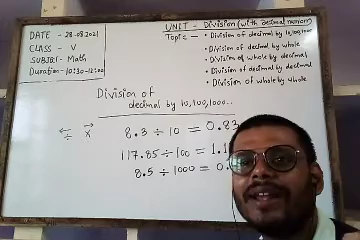 DATE - 28-08-2021
CLASS - V
SUBJECT - Math
Duration - 10:30-12:00
UNIT - Division (with decimal numbers)
Topic - • Division of decimal by 10,100,1000
• Division of decimal by whole
• Division of whole by decimal
• Division of decimal by decimal
• Division of whole by whole
Division of
decimal by 10,100,1000..
← ÷ → x
8.3 ÷ 10 = 0.83
117.85 ÷ 100 = 1.1
8.5 ÷ 1000 = 0.